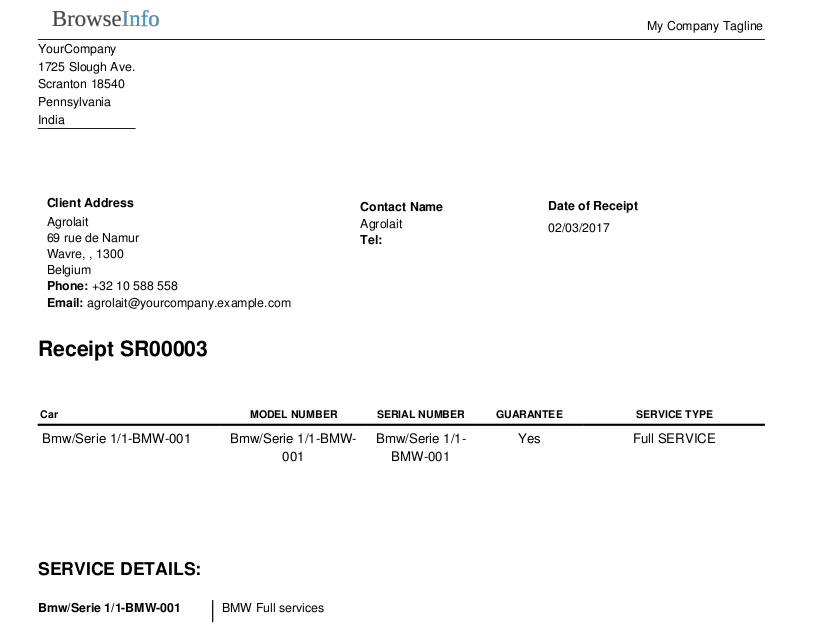 BrowseInfo
My Company Tagline
YourCompany
1725 Slough Ave.
Scranton 18540
Pennsylvania
India
Client Address
Agrolait
69 rue de Namur
Wavre, , 1300
Belgium
Phone: +32 10 588 558
Email: agrolait@yourcompany.example.com
Contact Name
Agrolait
Tel:
Date of Receipt
02/03/2017
Receipt SR00003
Car MODEL NUMBER SERIAL NUMBER GUARANTEE SERVICE TYPE
Bmw/Serie 1/1-BMW-001 Bmw/Serie 1/1-BMW- Bmw/Serie 1/1- Yes Full SERVICE
001 BMW-001
SERVICE DETAILS:
Bmw/Serie 1/1-BMW-001 BMW Full services